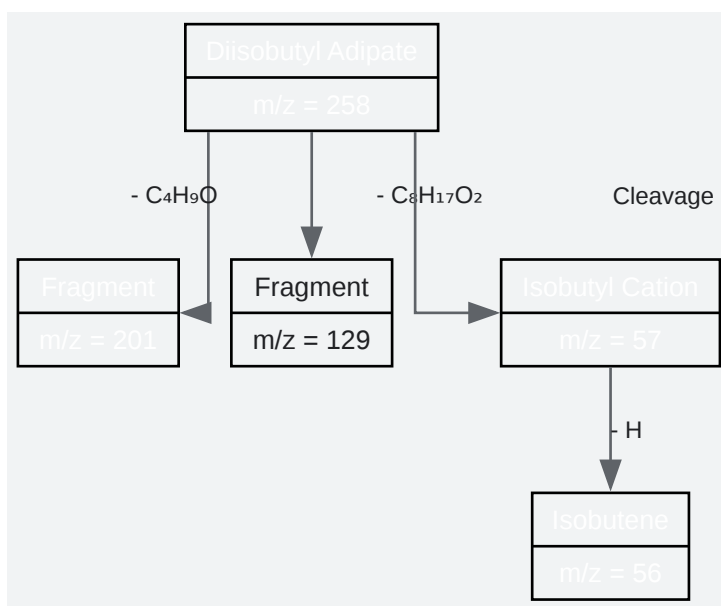 Diisobutyl Adipate
m/z = 258
- C₄H₉O
- C₈H₁₇O₂
Cleavage
Fragment
m/z = 201
Fragment
m/z = 129
Isobutyl Cation
m/z = 57
- H
Isobutene
m/z = 56